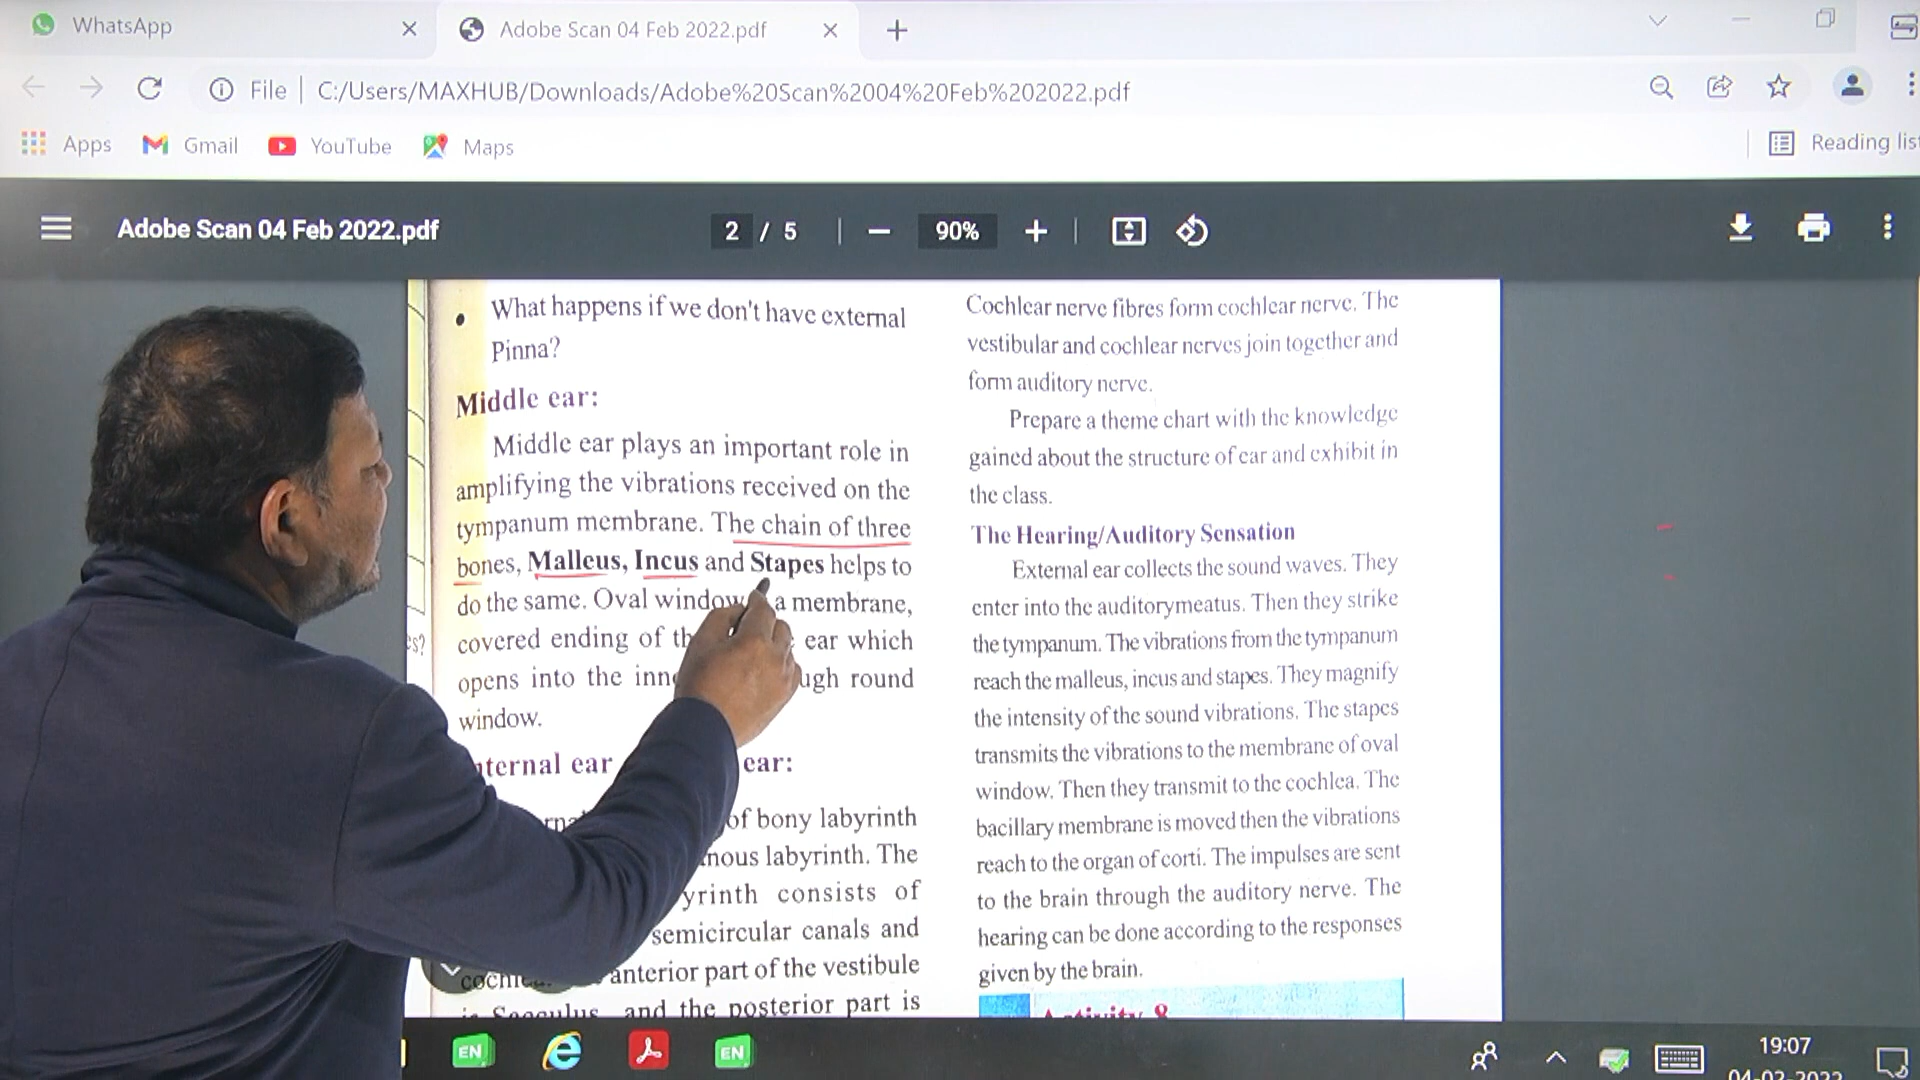 WhatsApp
Adobe Scan 04 Feb 2022.pdf
File
C:/Users/MAXHUB/Downloads/Adobe%20Scan%2004%20Feb%202022.pdf
Apps
Gmail
YouTube
Maps
Reading lis
Adobe Scan 04 Feb 2022.pdf
2 / 5
90%
What happens if we don't have external
Pinna?
Middle ear:
Middle ear plays an important role in
amplifying the vibrations received on the
tympanum membrane. The chain of three
bones, Malleus, Incus and Stapes helps to
do the same. Oval window a membrane,
covered ending of th ear which
opens into the inn ugh round
window.
ternal ear ear:
of bony labyrinth
nous labyrinth. The
yrinth consists of
semicircular canals and
anterior part of the vestibule
and the posterior part is
Cochlear nerve fibres form cochlear nerve. The
vestibular and cochlear nerves join together and
form auditory nerve.
Prepare a theme chart with the knowledge
gained about the structure of ear and exhibit in
the class.
The Hearing/Auditory Sensation
External ear collects the sound waves. They
enter into the auditorymeatus. Then they strike
the tympanum. The vibrations from the tympanum
reach the malleus, incus and stapes. They magnify
the intensity of the sound vibrations. The stapes
transmits the vibrations to the membrane of oval
window. Then they transmit to the cochlea. The
bacillary membrane is moved then the vibrations
reach to the organ of corti. The impulses are sent
to the brain through the auditory nerve. The
hearing can be done according to the responses
given by the brain.
Activity 8
es?
EN
EN
19:07
04-02-2022